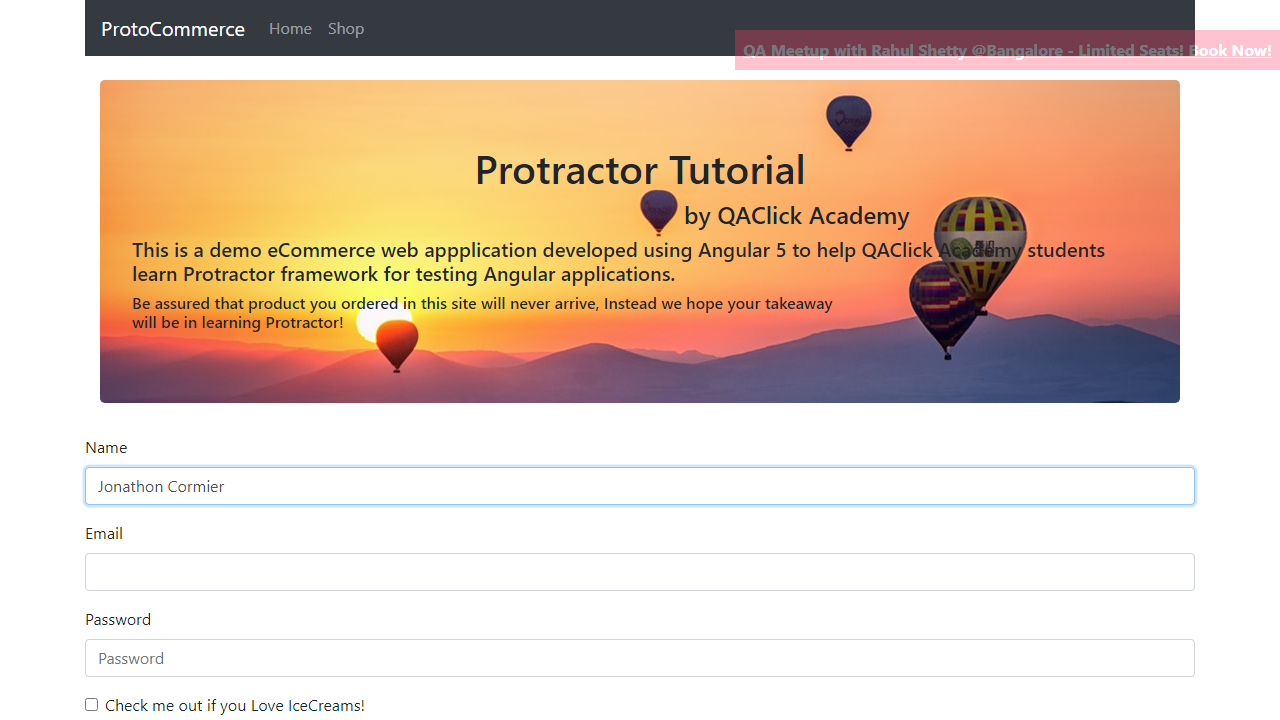 ProtoCommerce Home Shop
QA Meetup with Rahul Shetty @Bangalore - Limited Seats! Book Now!
Protractor Tutorial
by QAClick Academy
This is a demo eCommerce web appplication developed using Angular 5 to help QAClick Academy students
learn Protractor framework for testing Angular applications.
Be assured that product you ordered in this site will never arrive, Instead we hope your takeaway
will be in learning Protractor!
Name
Jonathon Cormier
Email
Password
Password
Check me out if you Love IceCreams!